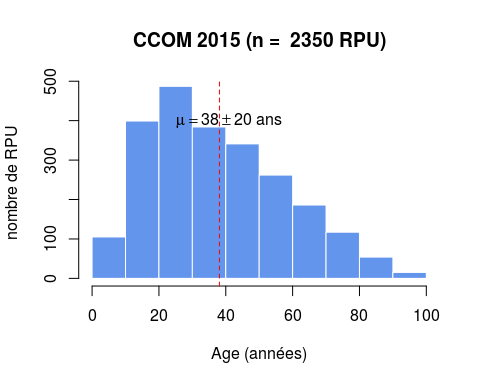 CCOM 2015 (n =  2350 RPU)
μ = 38 ± 20 ans
nombre de RPU
500
300
100
0
0 20 40 60 80 100
Age (années)